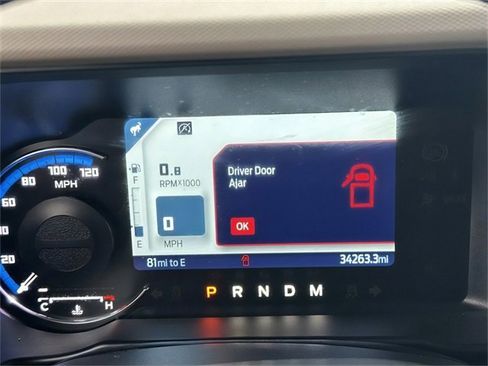 120
100
80
60
40
20
MPH
C H
F
E
0.8
RPMX1000
0
MPH
Driver Door
Ajar
OK
81mi to E
34263.3mi
P R N D M